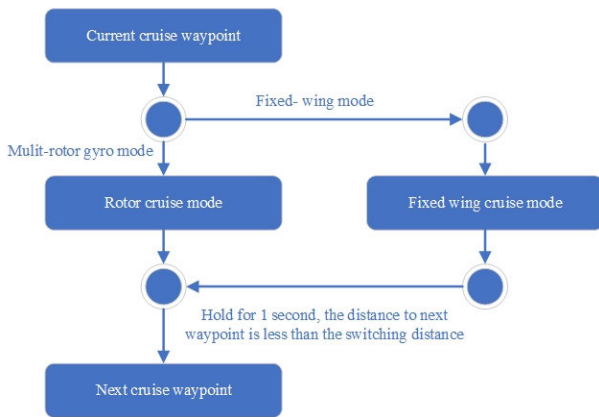 Current cruise waypoint
Fixed- wing mode
Mulit-rotor gyro mode
Rotor cruise mode
Fixed wing cruise mode
Hold for 1 second, the distance to next
waypoint is less than the switching distance
Next cruise waypoint